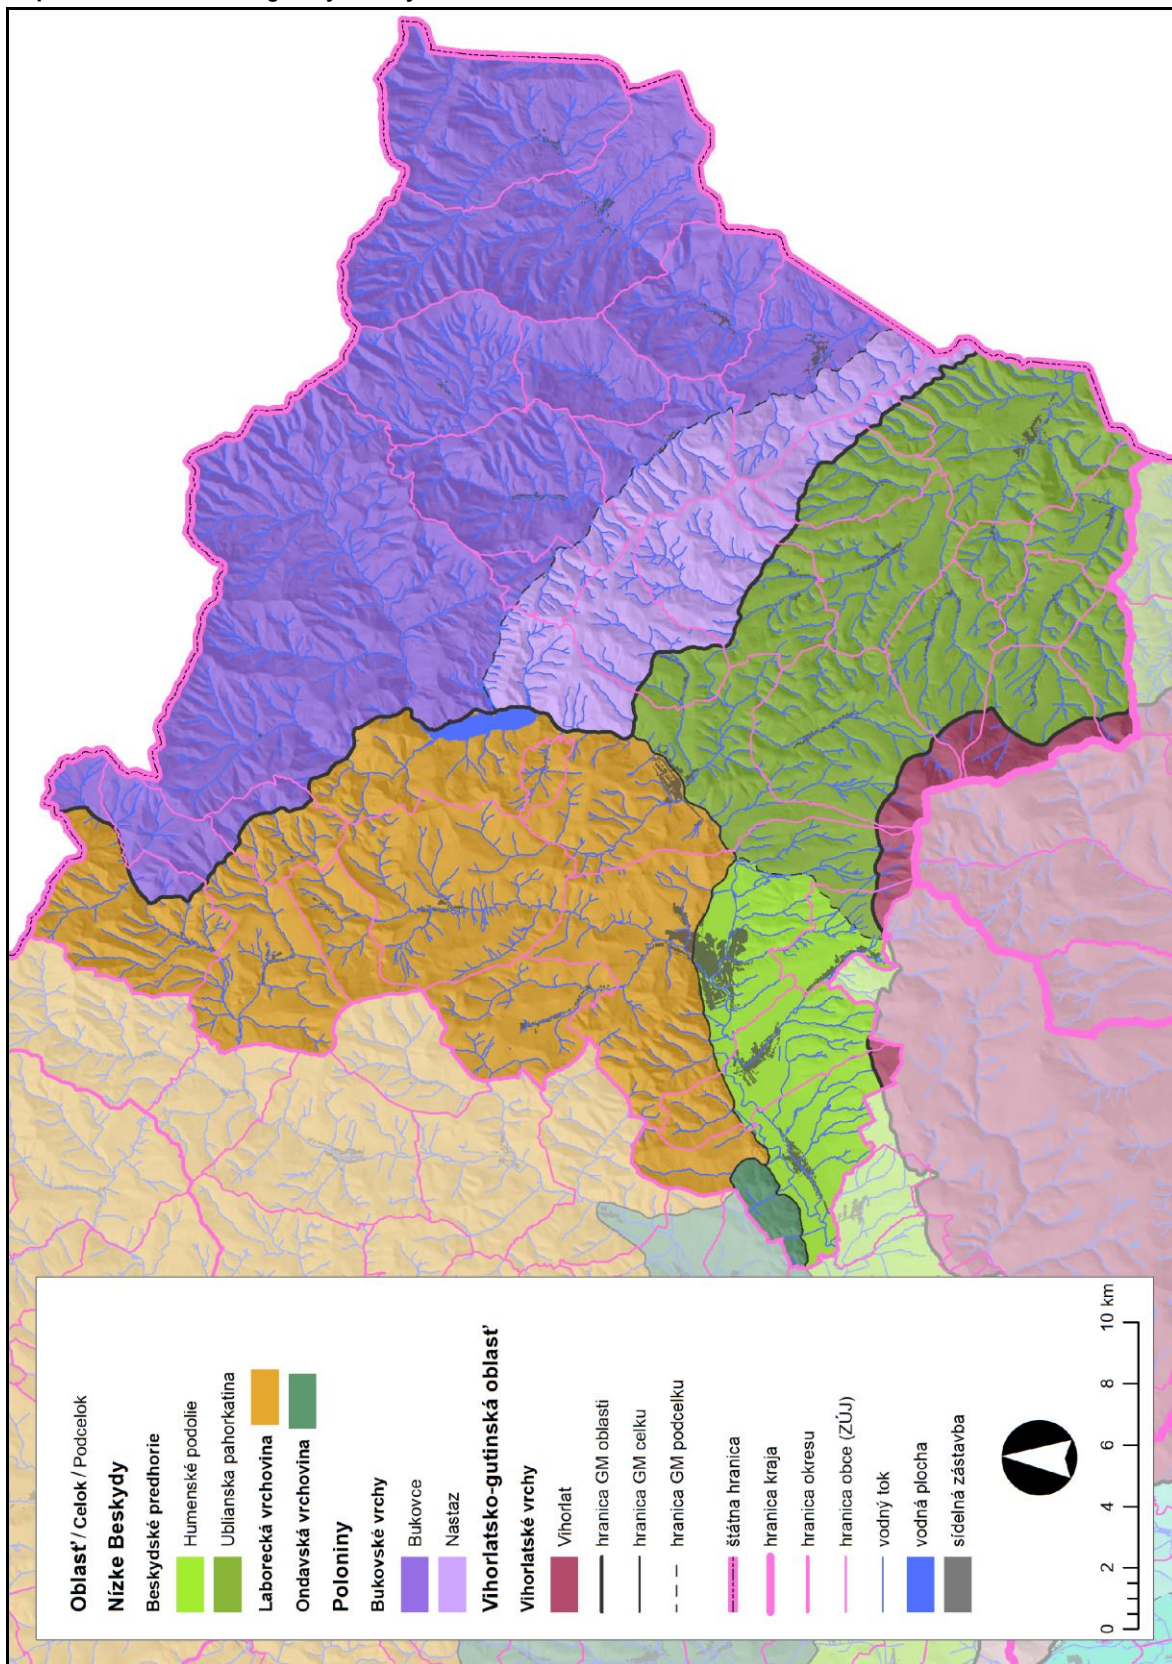 Oblasť / Celok / Podcelok
Nízke Beskydy
Beskydské predhorie
Humenské podolie
Ublianska pahorkatina
Laborecká vrchovina
Ondavská vrchovina
Poloniny
Bukovské vrchy
Bukovce
Nastaz
Vihorlatsko-gutinská oblasť
Vihorlatské vrchy
Vihorlat
hranica GM oblasti
hranica GM celku
hranica GM podcelku
štátna hranica
hranica kraja
hranica okresu
hranica obce (ZÚJ)
vodný tok
vodná plocha
sídelná zástavba
0 2 4 6 8 10 km